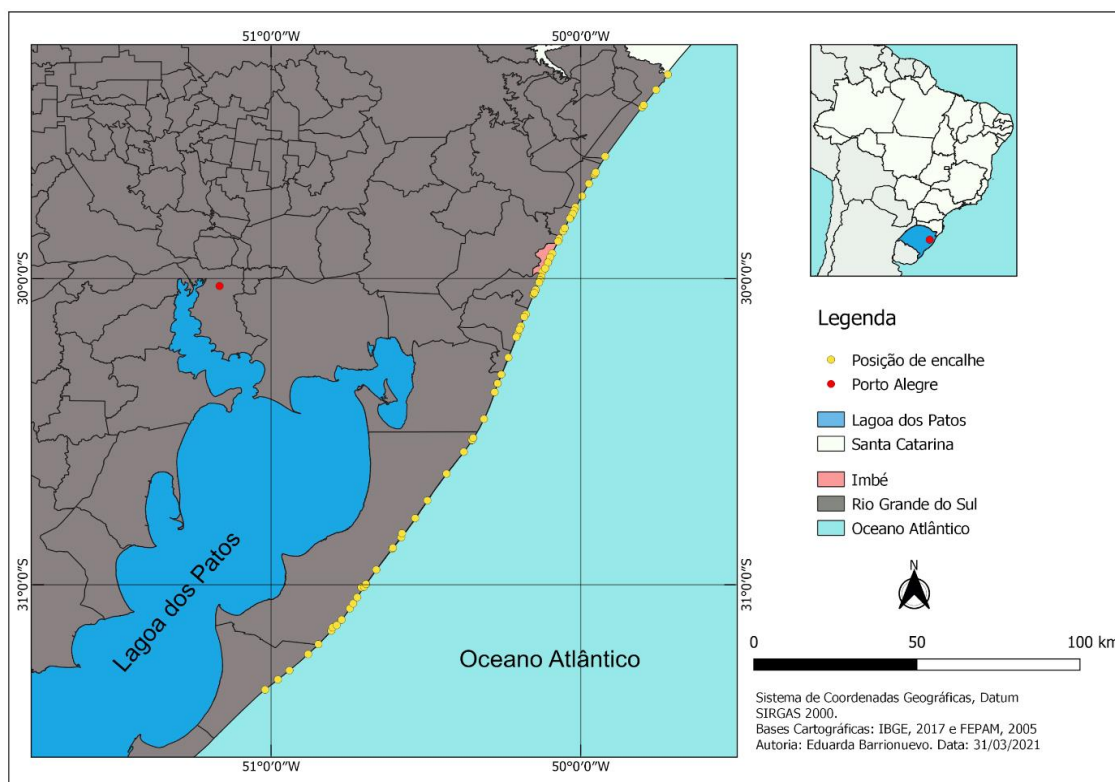 51°0'0"W
50°0'0"W
30°0'0"S
30°0'0"S
31°0'0"S
31°0'0"S
Lagoa dos Patos
Oceano Atlântico
51°0'0"W
50°0'0"W
Legenda
Posição de encalhe
Porto Alegre
Lagoa dos Patos
Santa Catarina
Imbé
Rio Grande do Sul
Oceano Atlântico
N
0
50
100 km
Sistema de Coordenadas Geográficas, Datum
SIRGAS 2000.
Bases Cartográficas: IBGE, 2017 e FEPAM, 2005
Autoria: Eduarda Barrionuevo. Data: 31/03/2021